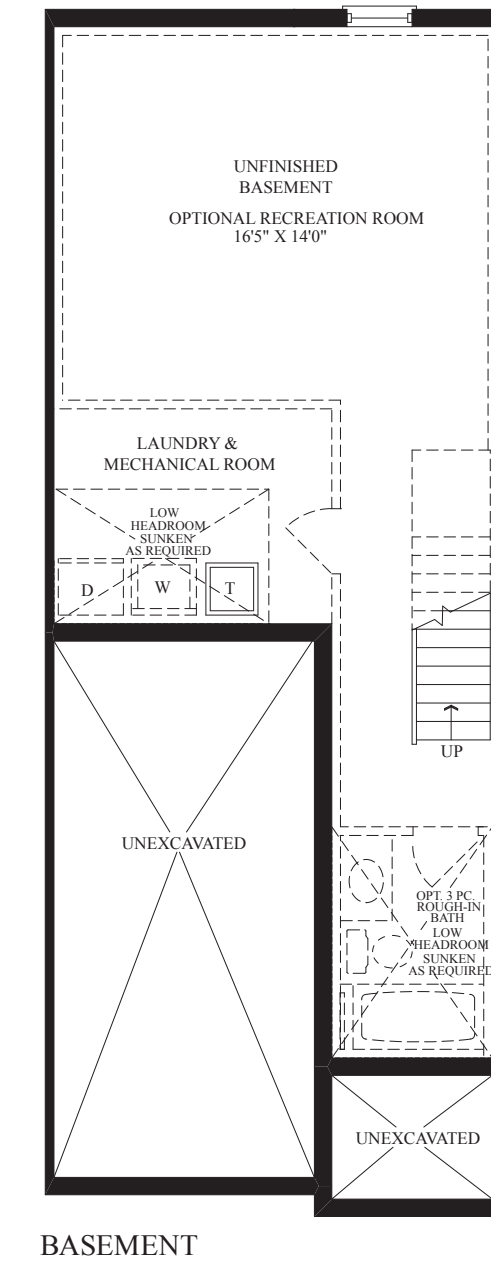 UNFINISHED
BASEMENT
OPTIONAL RECREATION ROOM
16'5" X 14'0"
LAUNDRY &
MECHANICAL ROOM
LOW
HEADROOM
SUNKEN
AS REQUIRED
D
W
T
UP
UNEXCAVATED
OPT. 3 PC.
ROUGH-IN
BATH
LOW
HEADROOM
SUNKEN
AS REQUIRED
UNEXCAVATED
BASEMENT